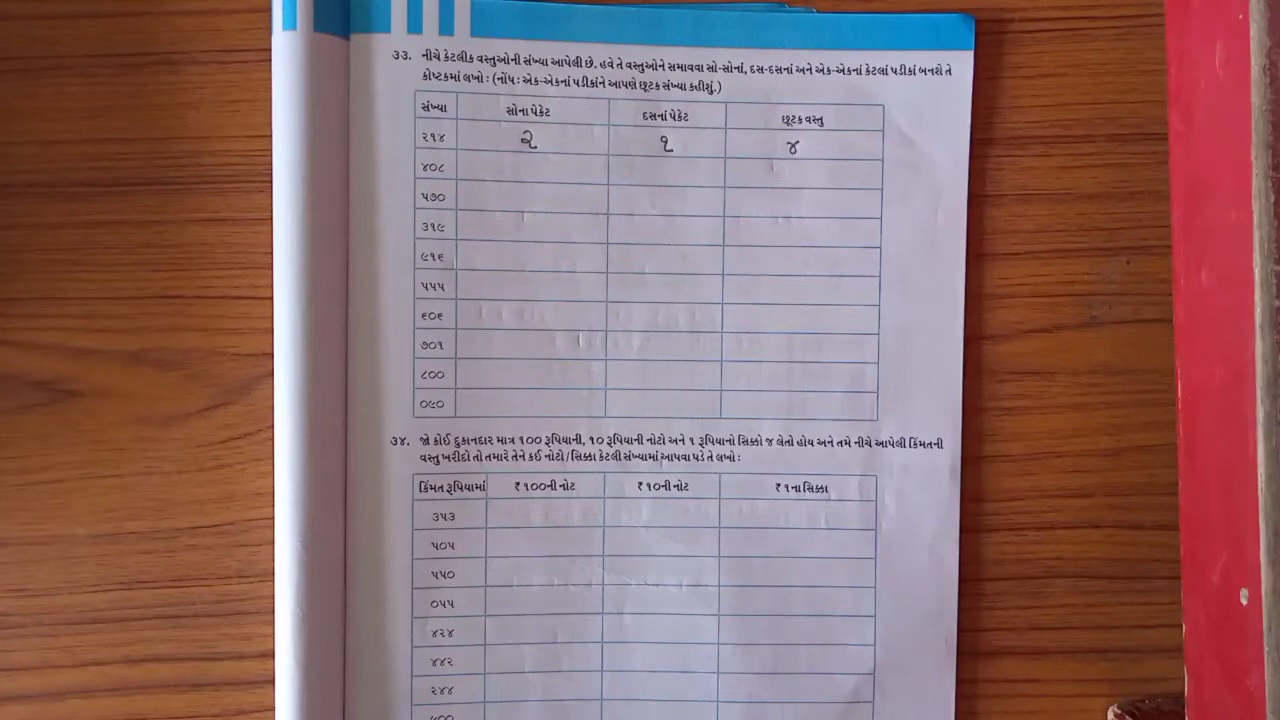 ૩૩. નીચે કેટલીક વસ્તુઓની સંખ્યા આપેલી છે. હવે તે વસ્તુઓને સમાવવા સો-સોનાં, દસ-દસનાં અને એક-એકનાં કેટલાં પડીકાં બનશે તે
કોષ્ટકમાં લખો : (નોંધ : એક-એકનાં પડીકાંને આપણે છૂટક સંખ્યા કહીશું.)
સંખ્યા સોના પેકેટ દસનાં પેકેટ છૂટક વસ્તુ
૨૧૪ ૨ ૧ ૪
૪૦૮
૫૭૦
૩૧૯
૯૧૬
૫૫૫
૬૦૬
૭૦૧
૮૦૦
૦૯૦
૩૪. જો કોઈ દુકાનદાર માત્ર ૧૦૦ રૂપિયાની, ૧૦ રૂપિયાની નોટો અને ૧ રૂપિયાનો સિક્કો જ લેતો હોય અને તમે નીચે આપેલી કિંમતની
વસ્તુ ખરીદો તો તમારે તેને કઈ નોટો / સિક્કા કેટલી સંખ્યામાં આપવા પડે તે લખો :
કિંમત રૂપિયામાં ₹ ૧૦૦ની નોટ ₹ ૧૦ની નોટ ₹ ૧ના સિક્કા
૩૫૩
૫૦૫
૫૫૦
૦૫૫
૪૨૪
૪૪૨
૨૪૪